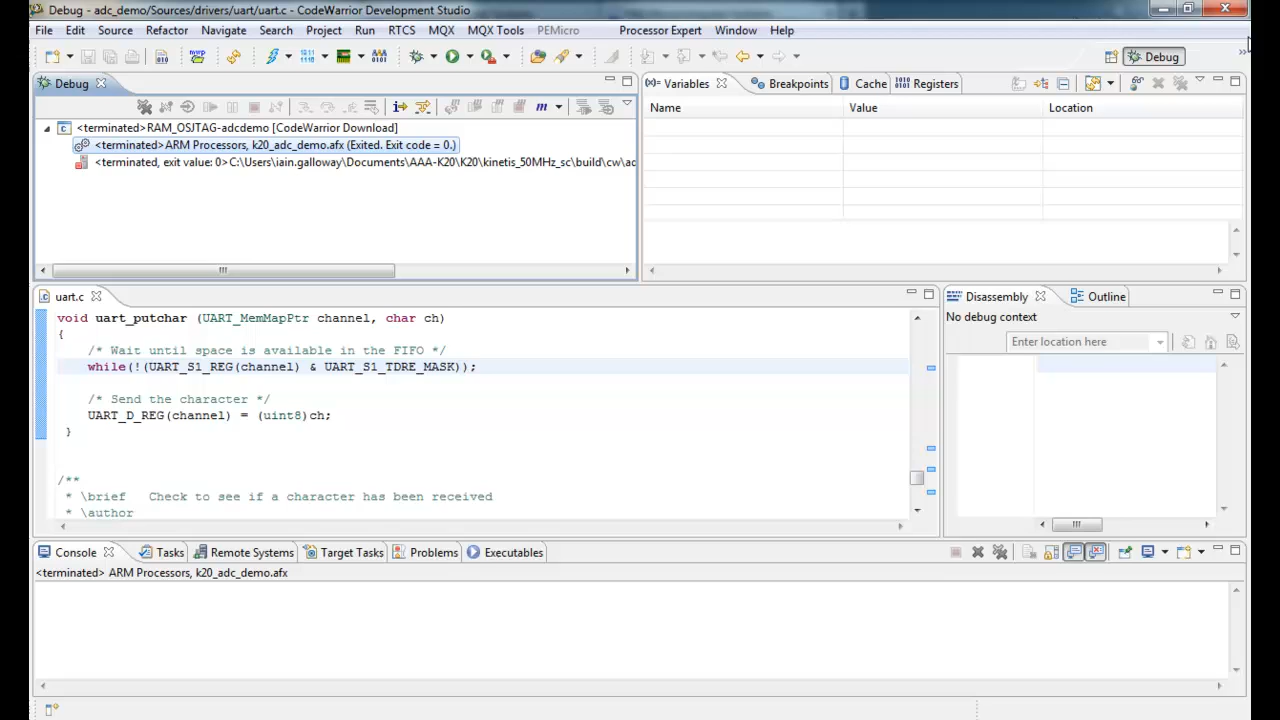 Debug - adc_demo/Sources/drivers/uart/uart.c - CodeWarrior Development Studio
File Edit Source Refactor Navigate Search Project Run RTCS MQX MQX Tools PEMicro Processor Expert Window Help
Debug
Debug
Variables Breakpoints Cache Registers
Name Value Location
<terminated>RAM_OSJTAG-adcdemo [CodeWarrior Download]
<terminated>ARM Processors, k20_adc_demo.afx (Exited. Exit code = 0.)
<terminated, exit value: 0>C:\Users\iain.galloway\Documents\AAA-K20\K20\kinetis_50MHz_sc\build\cw\ac
uart.c
void uart_putchar (UART_MemMapPtr channel, char ch)
{
/* Wait until space is available in the FIFO */
while(!(UART_S1_REG(channel) & UART_S1_TDRE_MASK));
/* Send the character */
UART_D_REG(channel) = (uint8)ch;
}
/**
* \brief Check to see if a character has been received
* \author
Disassembly Outline
No debug context
Enter location here
Console Tasks Remote Systems Target Tasks Problems Executables
<terminated> ARM Processors, k20_adc_demo.afx